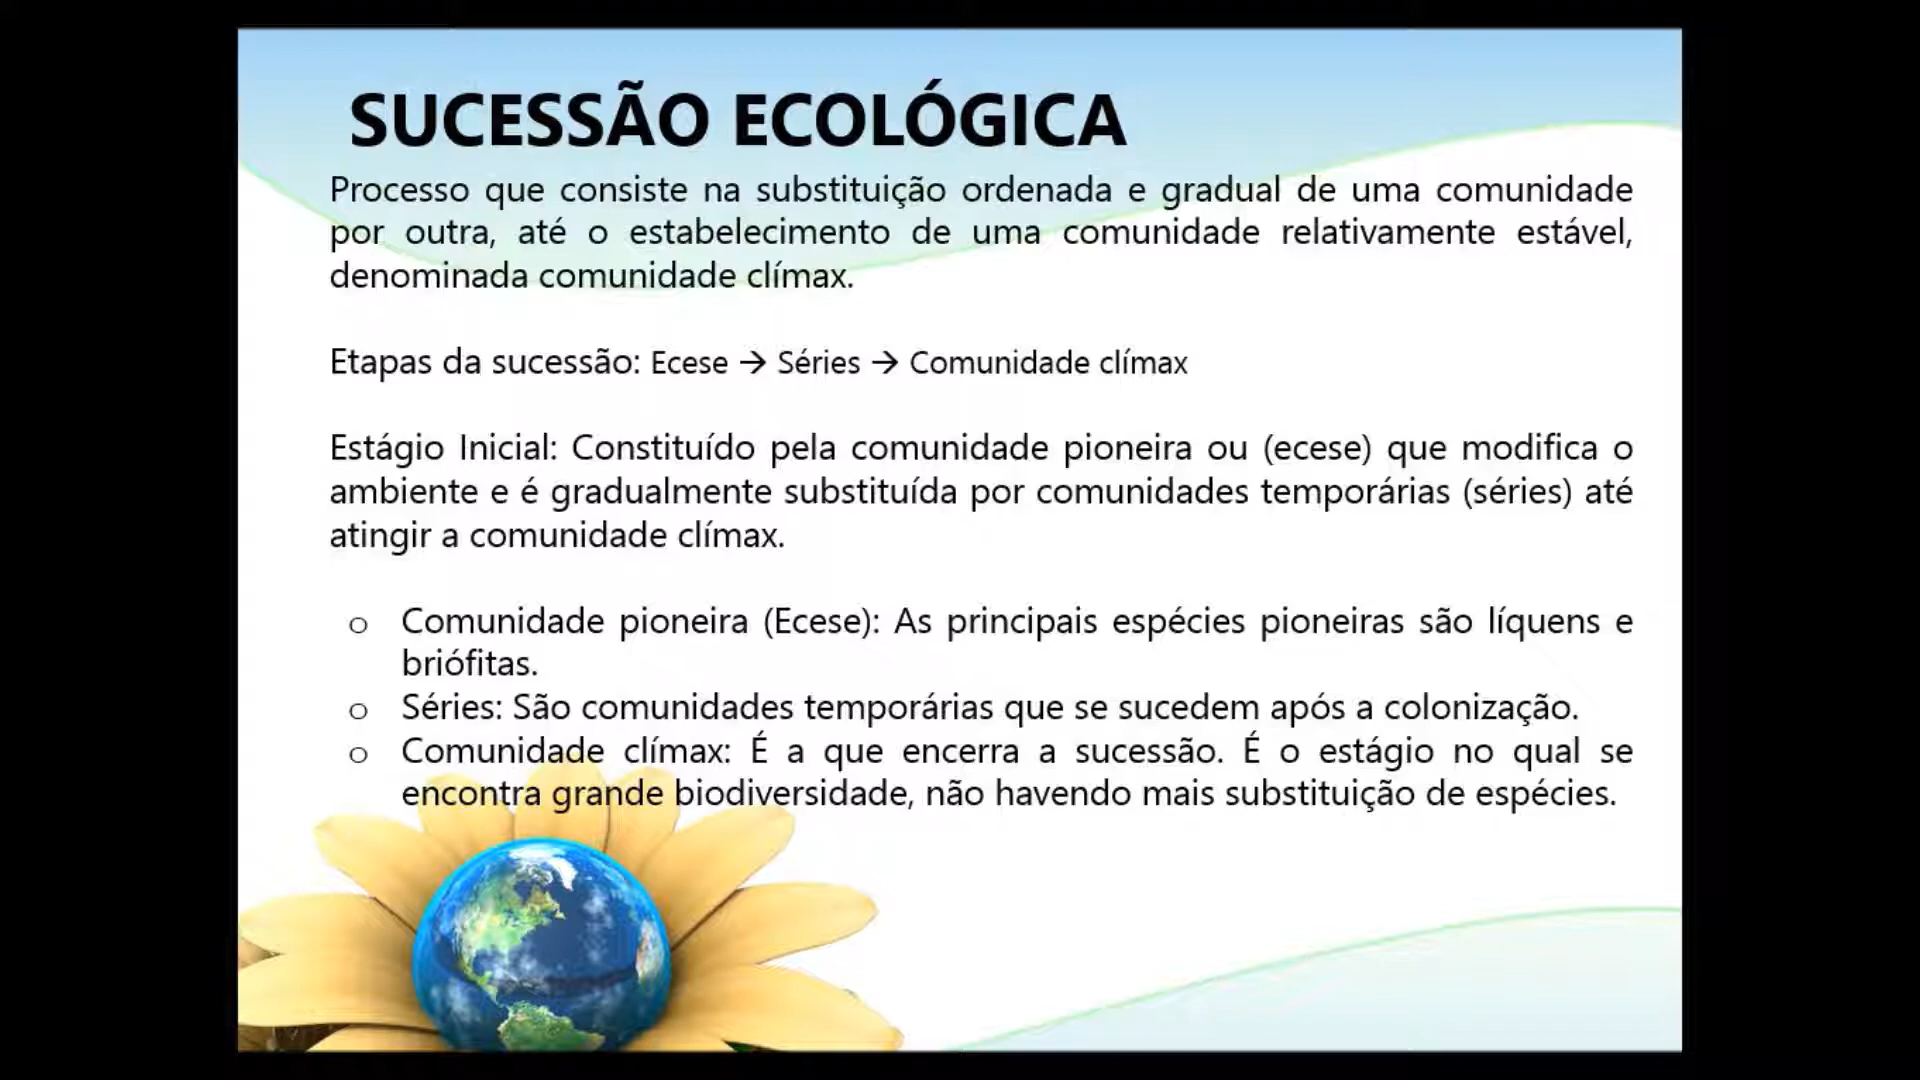 SUCESSÃO ECOLÓGICA
Processo que consiste na substituição ordenada e gradual de uma comunidade
por outra, até o estabelecimento de uma comunidade relativamente estável,
denominada comunidade clímax.
Etapas da sucessão: Ecese → Séries → Comunidade clímax
Estágio Inicial: Constituído pela comunidade pioneira ou (ecese) que modifica o
ambiente e é gradualmente substituída por comunidades temporárias (séries) até
atingir a comunidade clímax.
o Comunidade pioneira (Ecese): As principais espécies pioneiras são líquens e
briófitas.
o Séries: São comunidades temporárias que se sucedem após a colonização.
o Comunidade clímax: É a que encerra a sucessão. É o estágio no qual se
encontra grande biodiversidade, não havendo mais substituição de espécies.